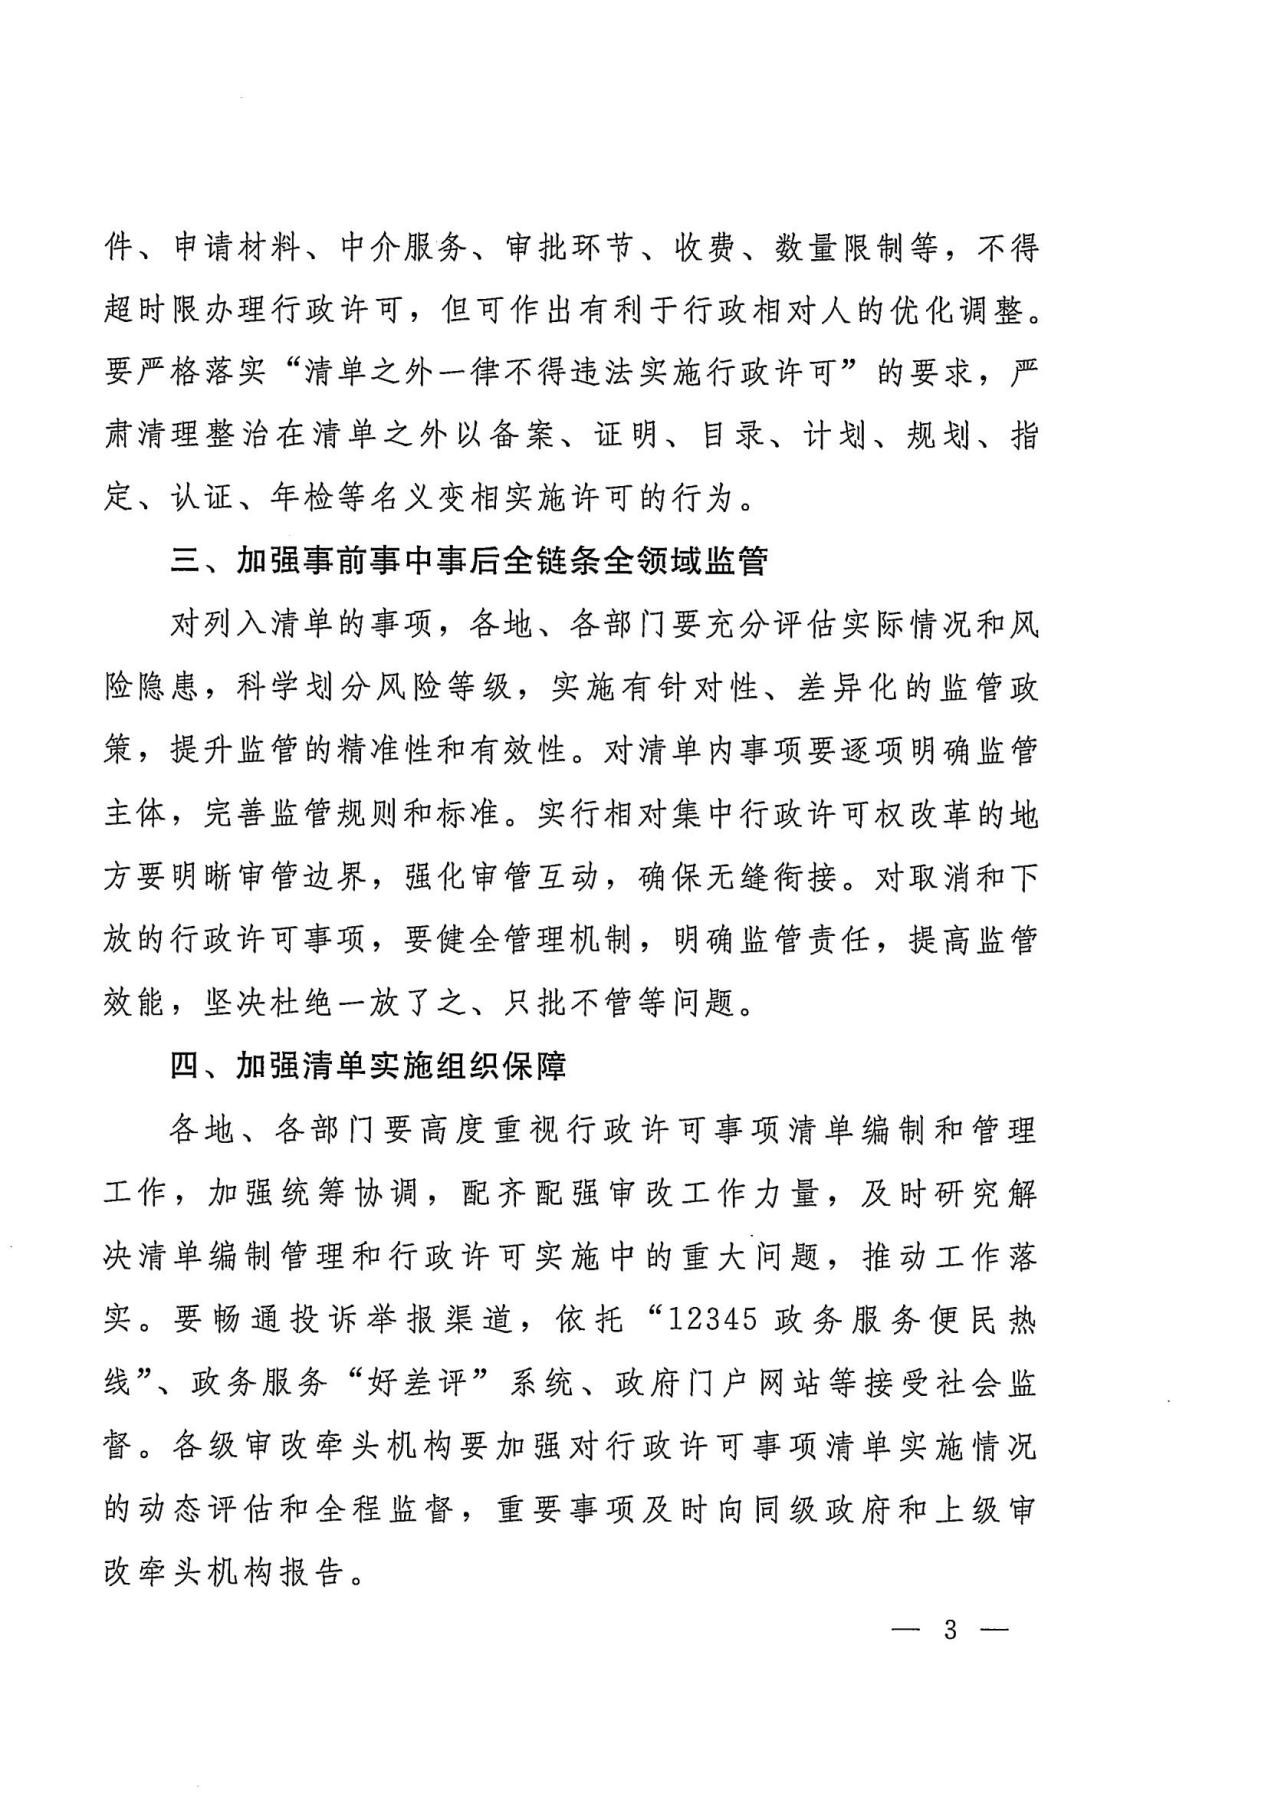 件、申请材料、中介服务、审批环节、收费、数量限制等，不得
超时限办理行政许可，但可作出有利于行政相对人的优化调整。
要严格落实“清单之外一律不得违法实施行政许可”的要求，严
肃清理整治在清单之外以备案、证明、目录、计划、规划、指
定、认证、年检等名义变相实施许可的行为。
三、加强事前事中事后全链条全领域监管
对列入清单的事项，各地、各部门要充分评估实际情况和风
险隐患，科学划分风险等级，实施有针对性、差异化的监管政
策，提升监管的精准性和有效性。对清单内事项要逐项明确监管
主体，完善监管规则和标准。实行相对集中行政许可权改革的地
方要明晰审管边界，强化审管互动，确保无缝衔接。对取消和下
放的行政许可事项，要健全管理机制，明确监管责任，提高监管
效能，坚决杜绝一放了之、只批不管等问题。
四、加强清单实施组织保障
各地、各部门要高度重视行政许可事项清单编制和管理
工作，加强统筹协调，配齐配强审改工作力量，及时研究解
决清单编制管理和行政许可实施中的重大问题，推动工作落
实。要畅通投诉举报渠道，依托“12345政务服务便民热
线”、政务服务“好差评”系统、政府门户网站等接受社会监
督。各级审改牵头机构要加强对行政许可事项清单实施情况
的动态评估和全程监督，重要事项及时向同级政府和上级审
改牵头机构报告。
— 3 —